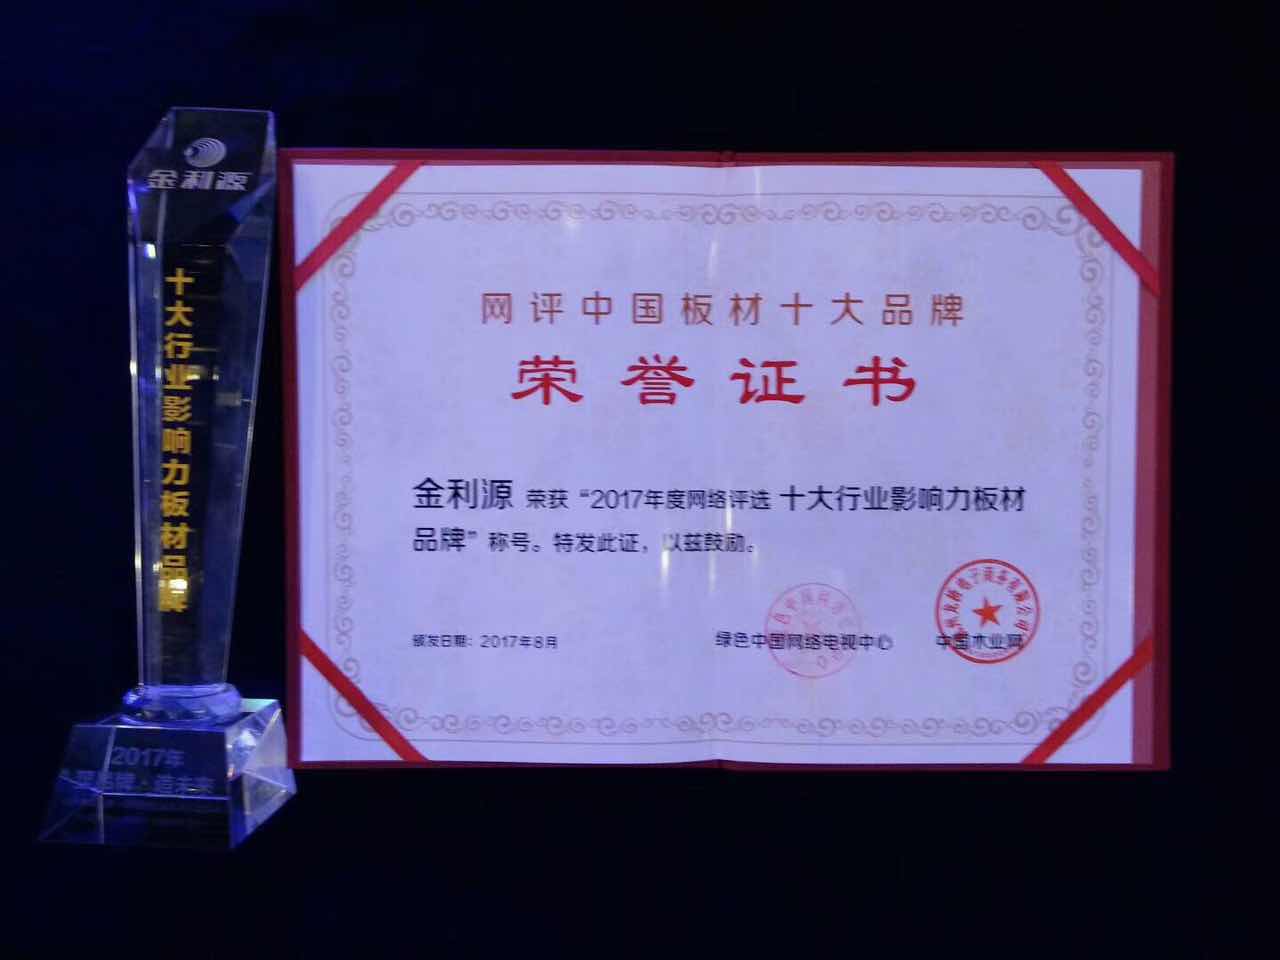 金利源
十大行业影响力板材品牌
2017年
网评中国板材十大品牌
荣誉证书
金利源 荣获“2017年度网络评选 十大行业影响力板材
品牌”称号。特发此证，以兹鼓励。
颁发日期：2017年8月
绿色中国网络电视中心
中国木业网